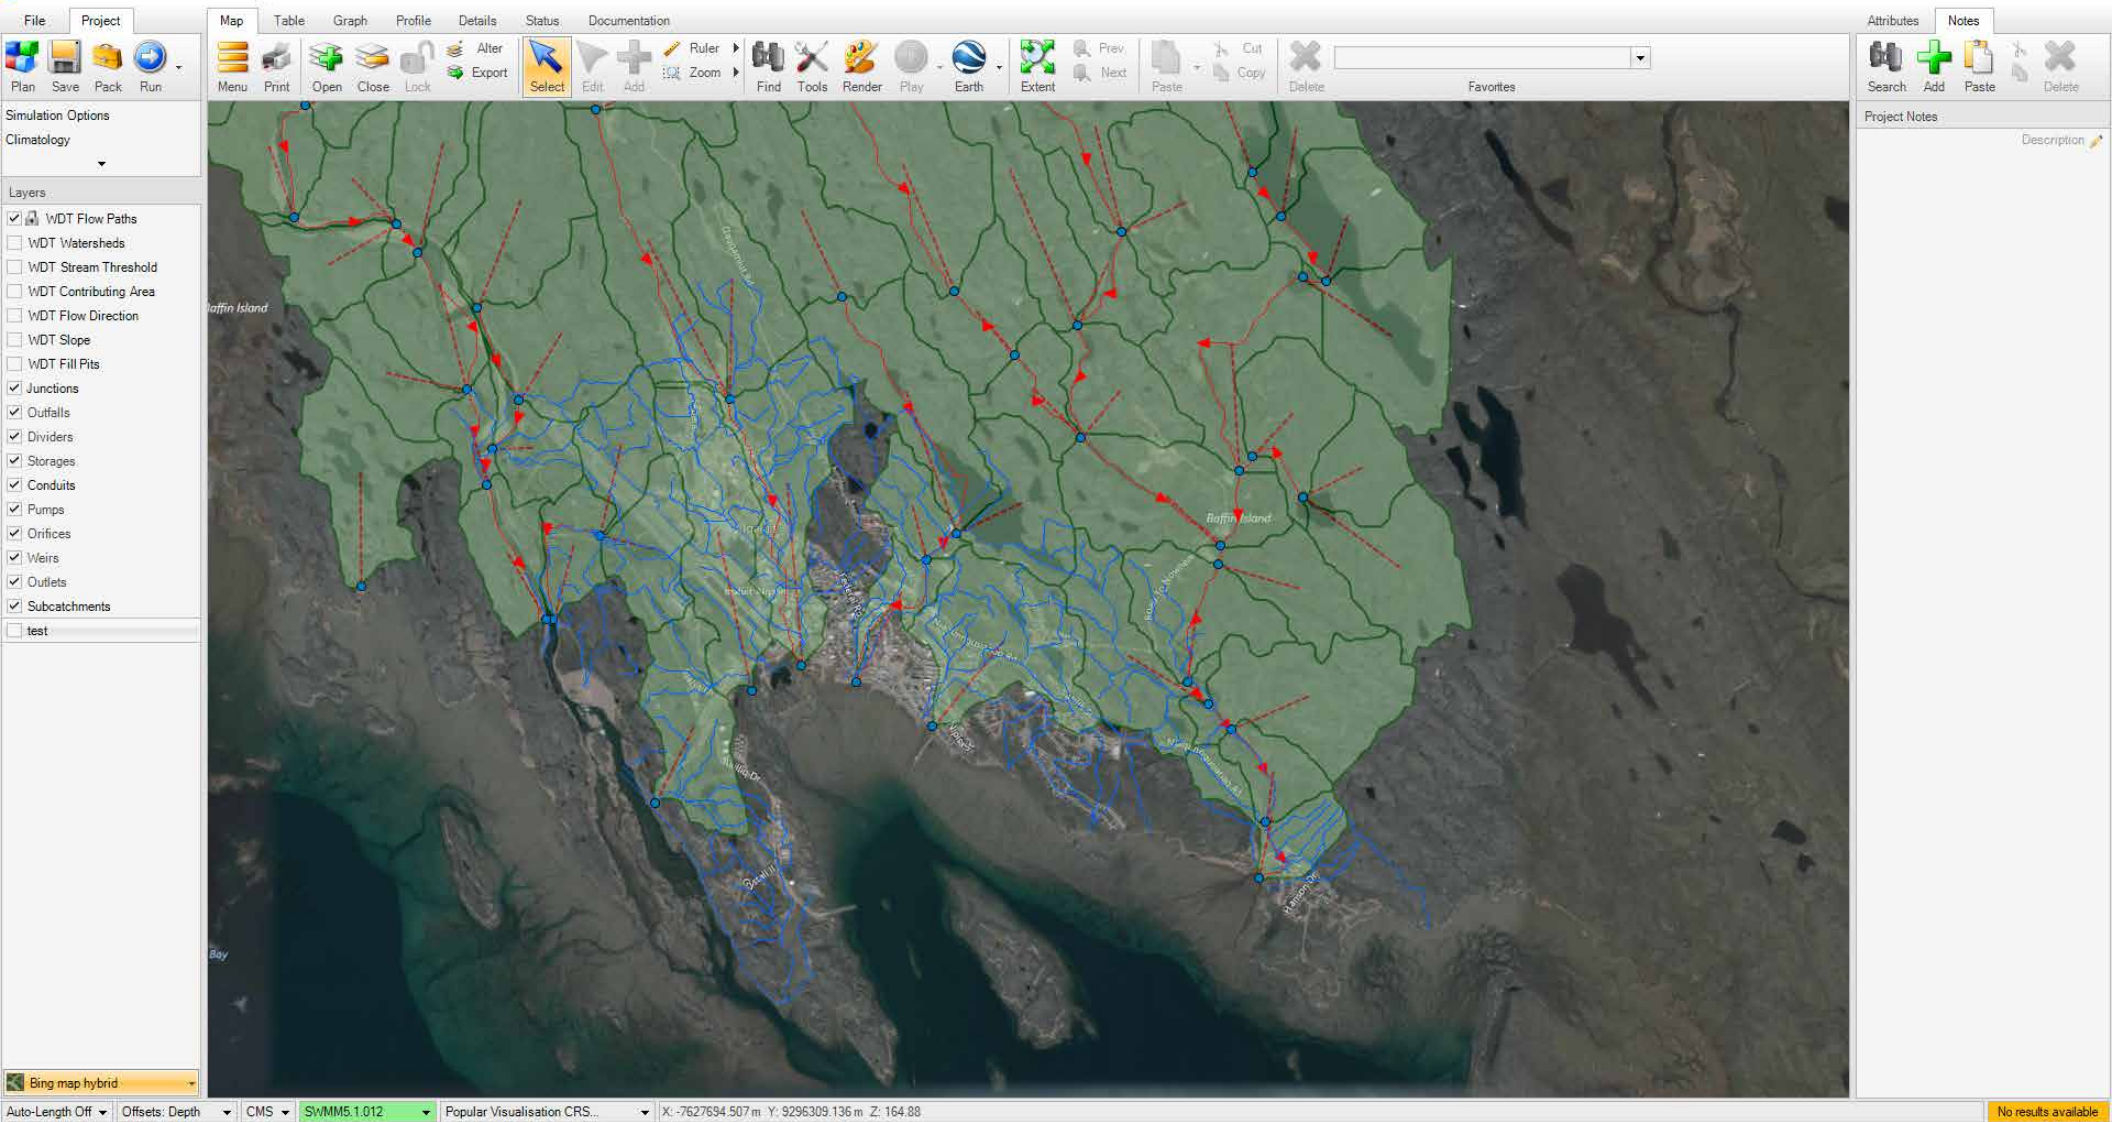 File Project Map Table Graph Profile Details Status Documentation Attributes Notes
Plan Save Pack Run Menu Print Open Close Lock Alter Export Select Edit Add Ruler Zoom Find Tools Render Play Earth Extent Prev Next Paste Cut Copy Delete Favorites Search Add Paste Delete
Simulation Options
Climatology
Layers
WDT Flow Paths
WDT Watersheds
WDT Stream Threshold
WDT Contributing Area
WDT Flow Direction
WDT Slope
WDT Fill Pits
Junctions
Outfalls
Dividers
Storages
Conduits
Pumps
Orifices
Weirs
Outlets
Subcatchments
test
Bing map hybrid
Baffin Island
Federal Rd
Hanson Dr
Bay
Project Notes
Description
Auto-Length Off Offsets: Depth CMS SWMM5.1.012 Popular Visualisation CRS... X: -7627694.507 m Y: 9296309.136 m Z: 164.88 No results available